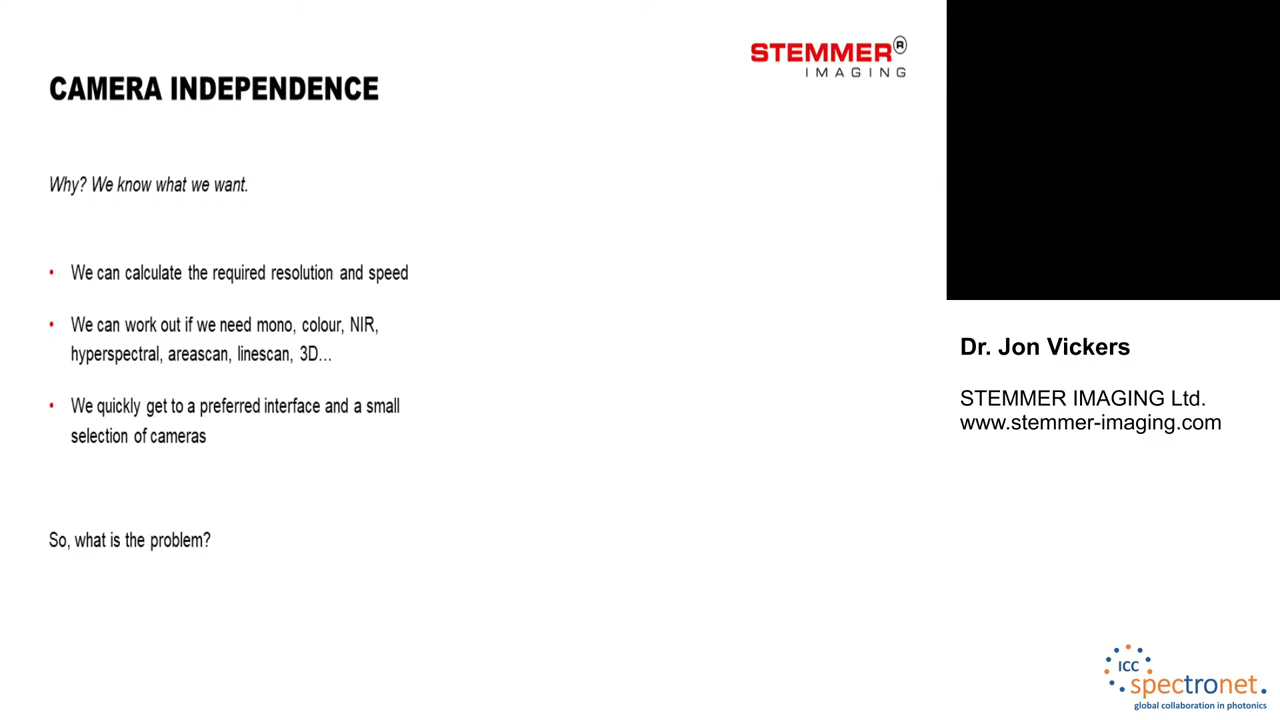 STEMMER®
IMAGING
CAMERA INDEPENDENCE
Why? We know what we want.
• We can calculate the required resolution and speed
• We can work out if we need mono, colour, NIR,
hyperspectral, areascan, linescan, 3D...
• We quickly get to a preferred interface and a small
selection of cameras
So, what is the problem?
Dr. Jon Vickers
STEMMER IMAGING Ltd.
www.stemmer-imaging.com
ICC
spectronet.
global collaboration in photonics